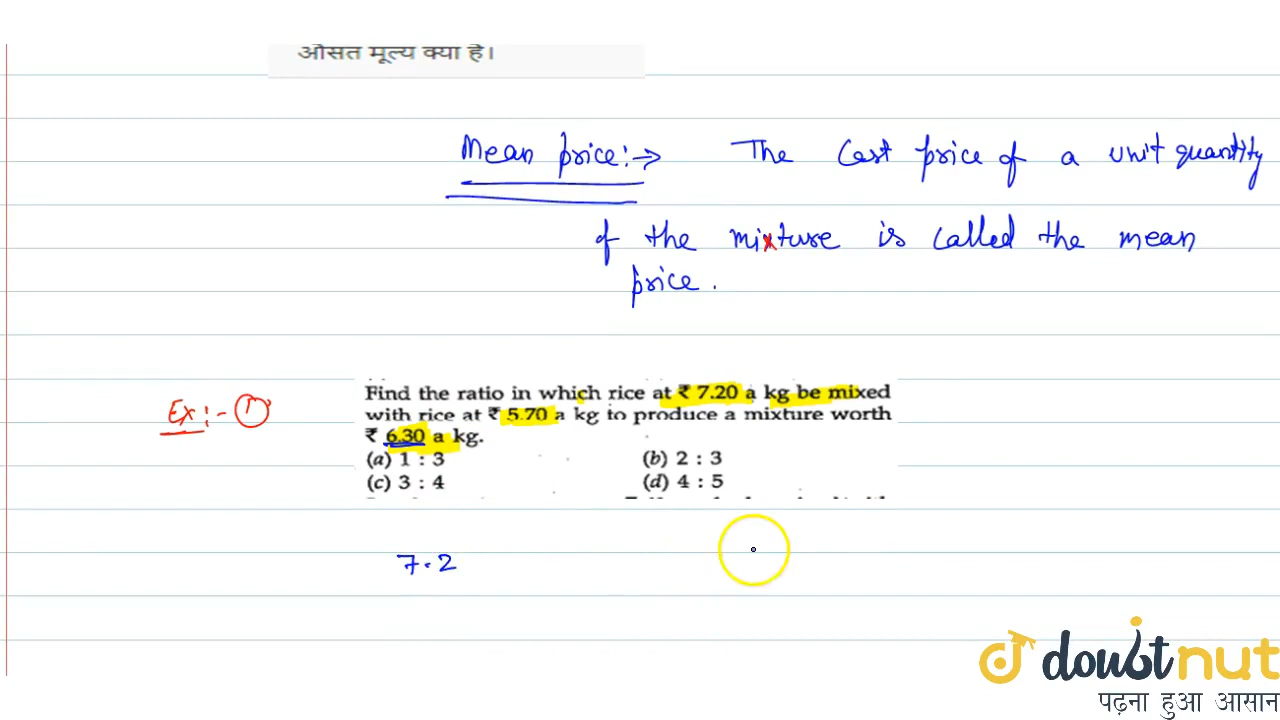 औसत मूल्य क्या है।
Mean price:→ The Cost price of a unit quantity
of the mixture is called the mean
price.
Ex:- ①
Find the ratio in which rice at ₹ 7.20 a kg be mixed
with rice at ₹ 5.70 a kg to produce a mixture worth
₹ 6.30 a kg.
(a) 1 : 3 (b) 2 : 3
(c) 3 : 4 (d) 4 : 5
7.2
doubtnut
पढ़ना हुआ आसान